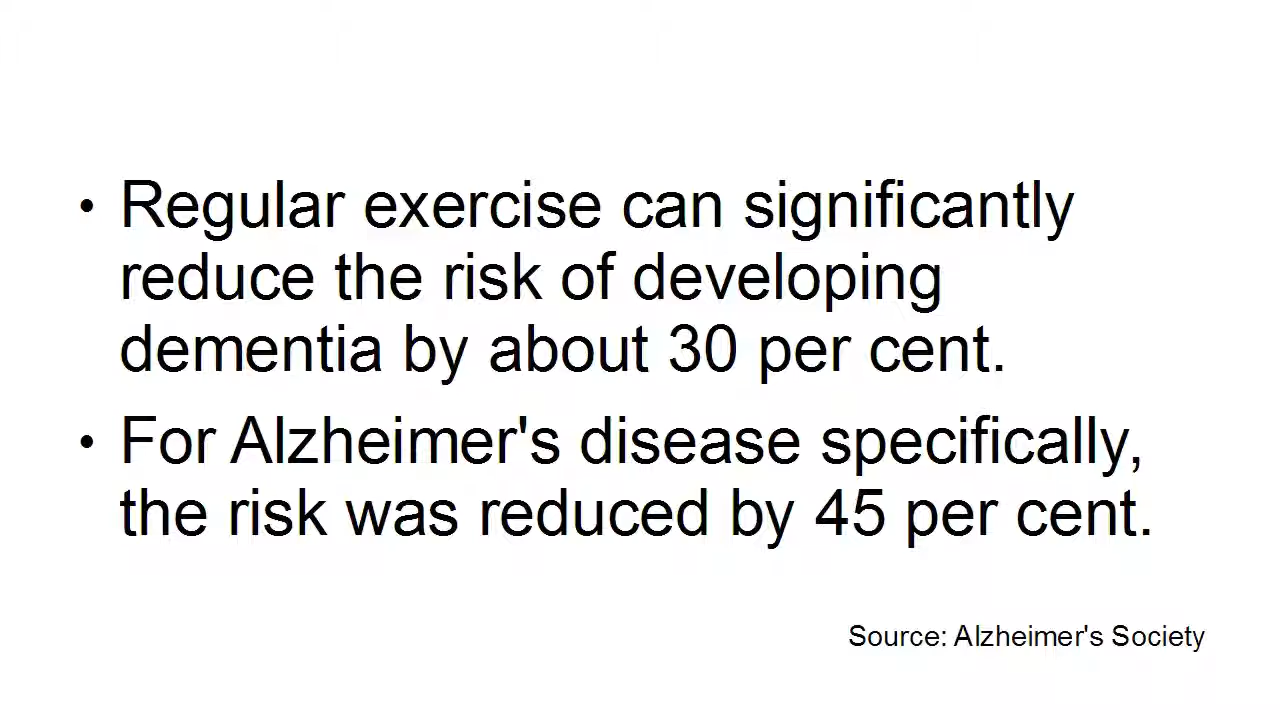 • Regular exercise can significantly
reduce the risk of developing
dementia by about 30 per cent.
• For Alzheimer's disease specifically,
the risk was reduced by 45 per cent.
Source: Alzheimer's Society